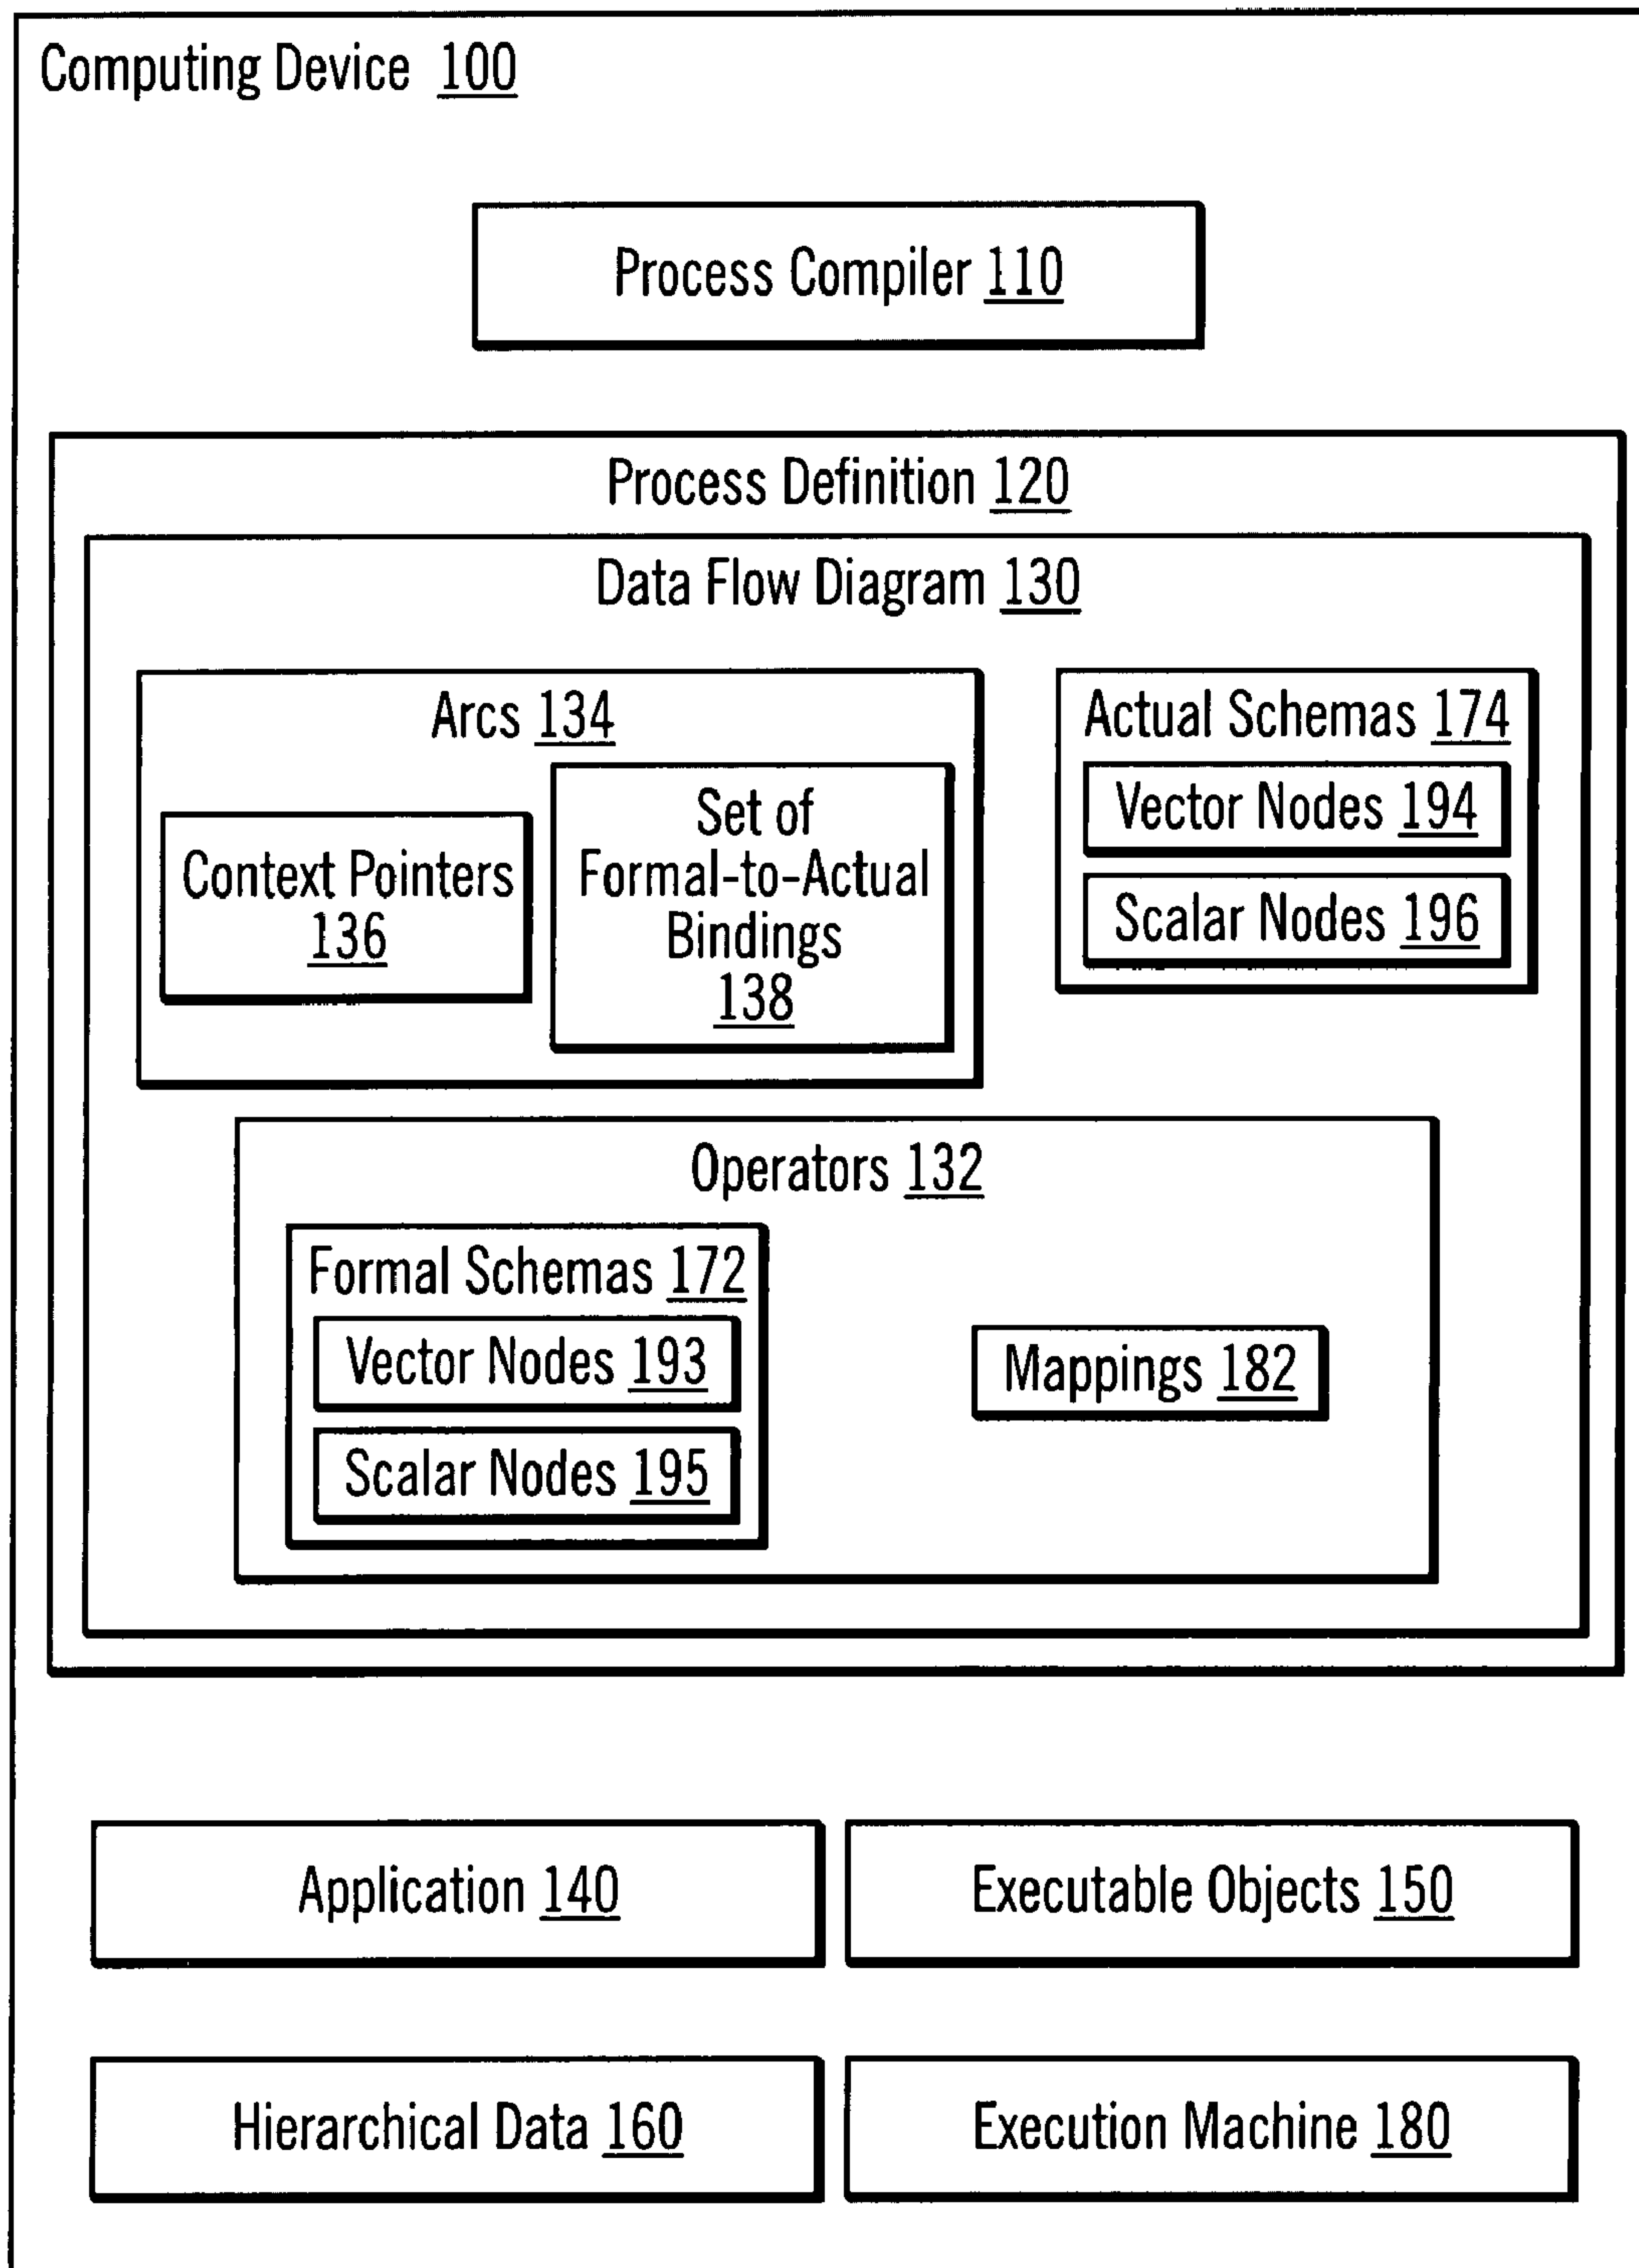 Computing Device 100
Process Compiler 110
Process Definition 120
Data Flow Diagram 130
Arcs 134
Context Pointers
136
Set of
Formal-to-Actual
Bindings
138
Actual Schemas 174
Vector Nodes 194
Scalar Nodes 196
Operators 132
Formal Schemas 172
Vector Nodes 193
Scalar Nodes 195
Mappings 182
Application 140
Executable Objects 150
Hierarchical Data 160
Execution Machine 180